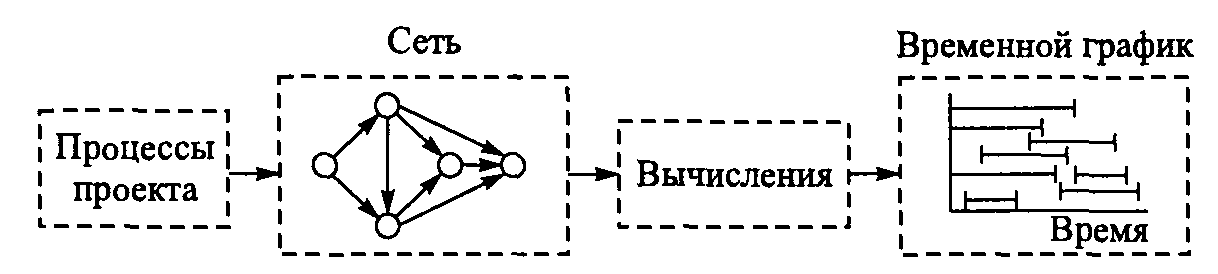 Сеть
Временной график
Процессы
проекта
Вычисления
Время